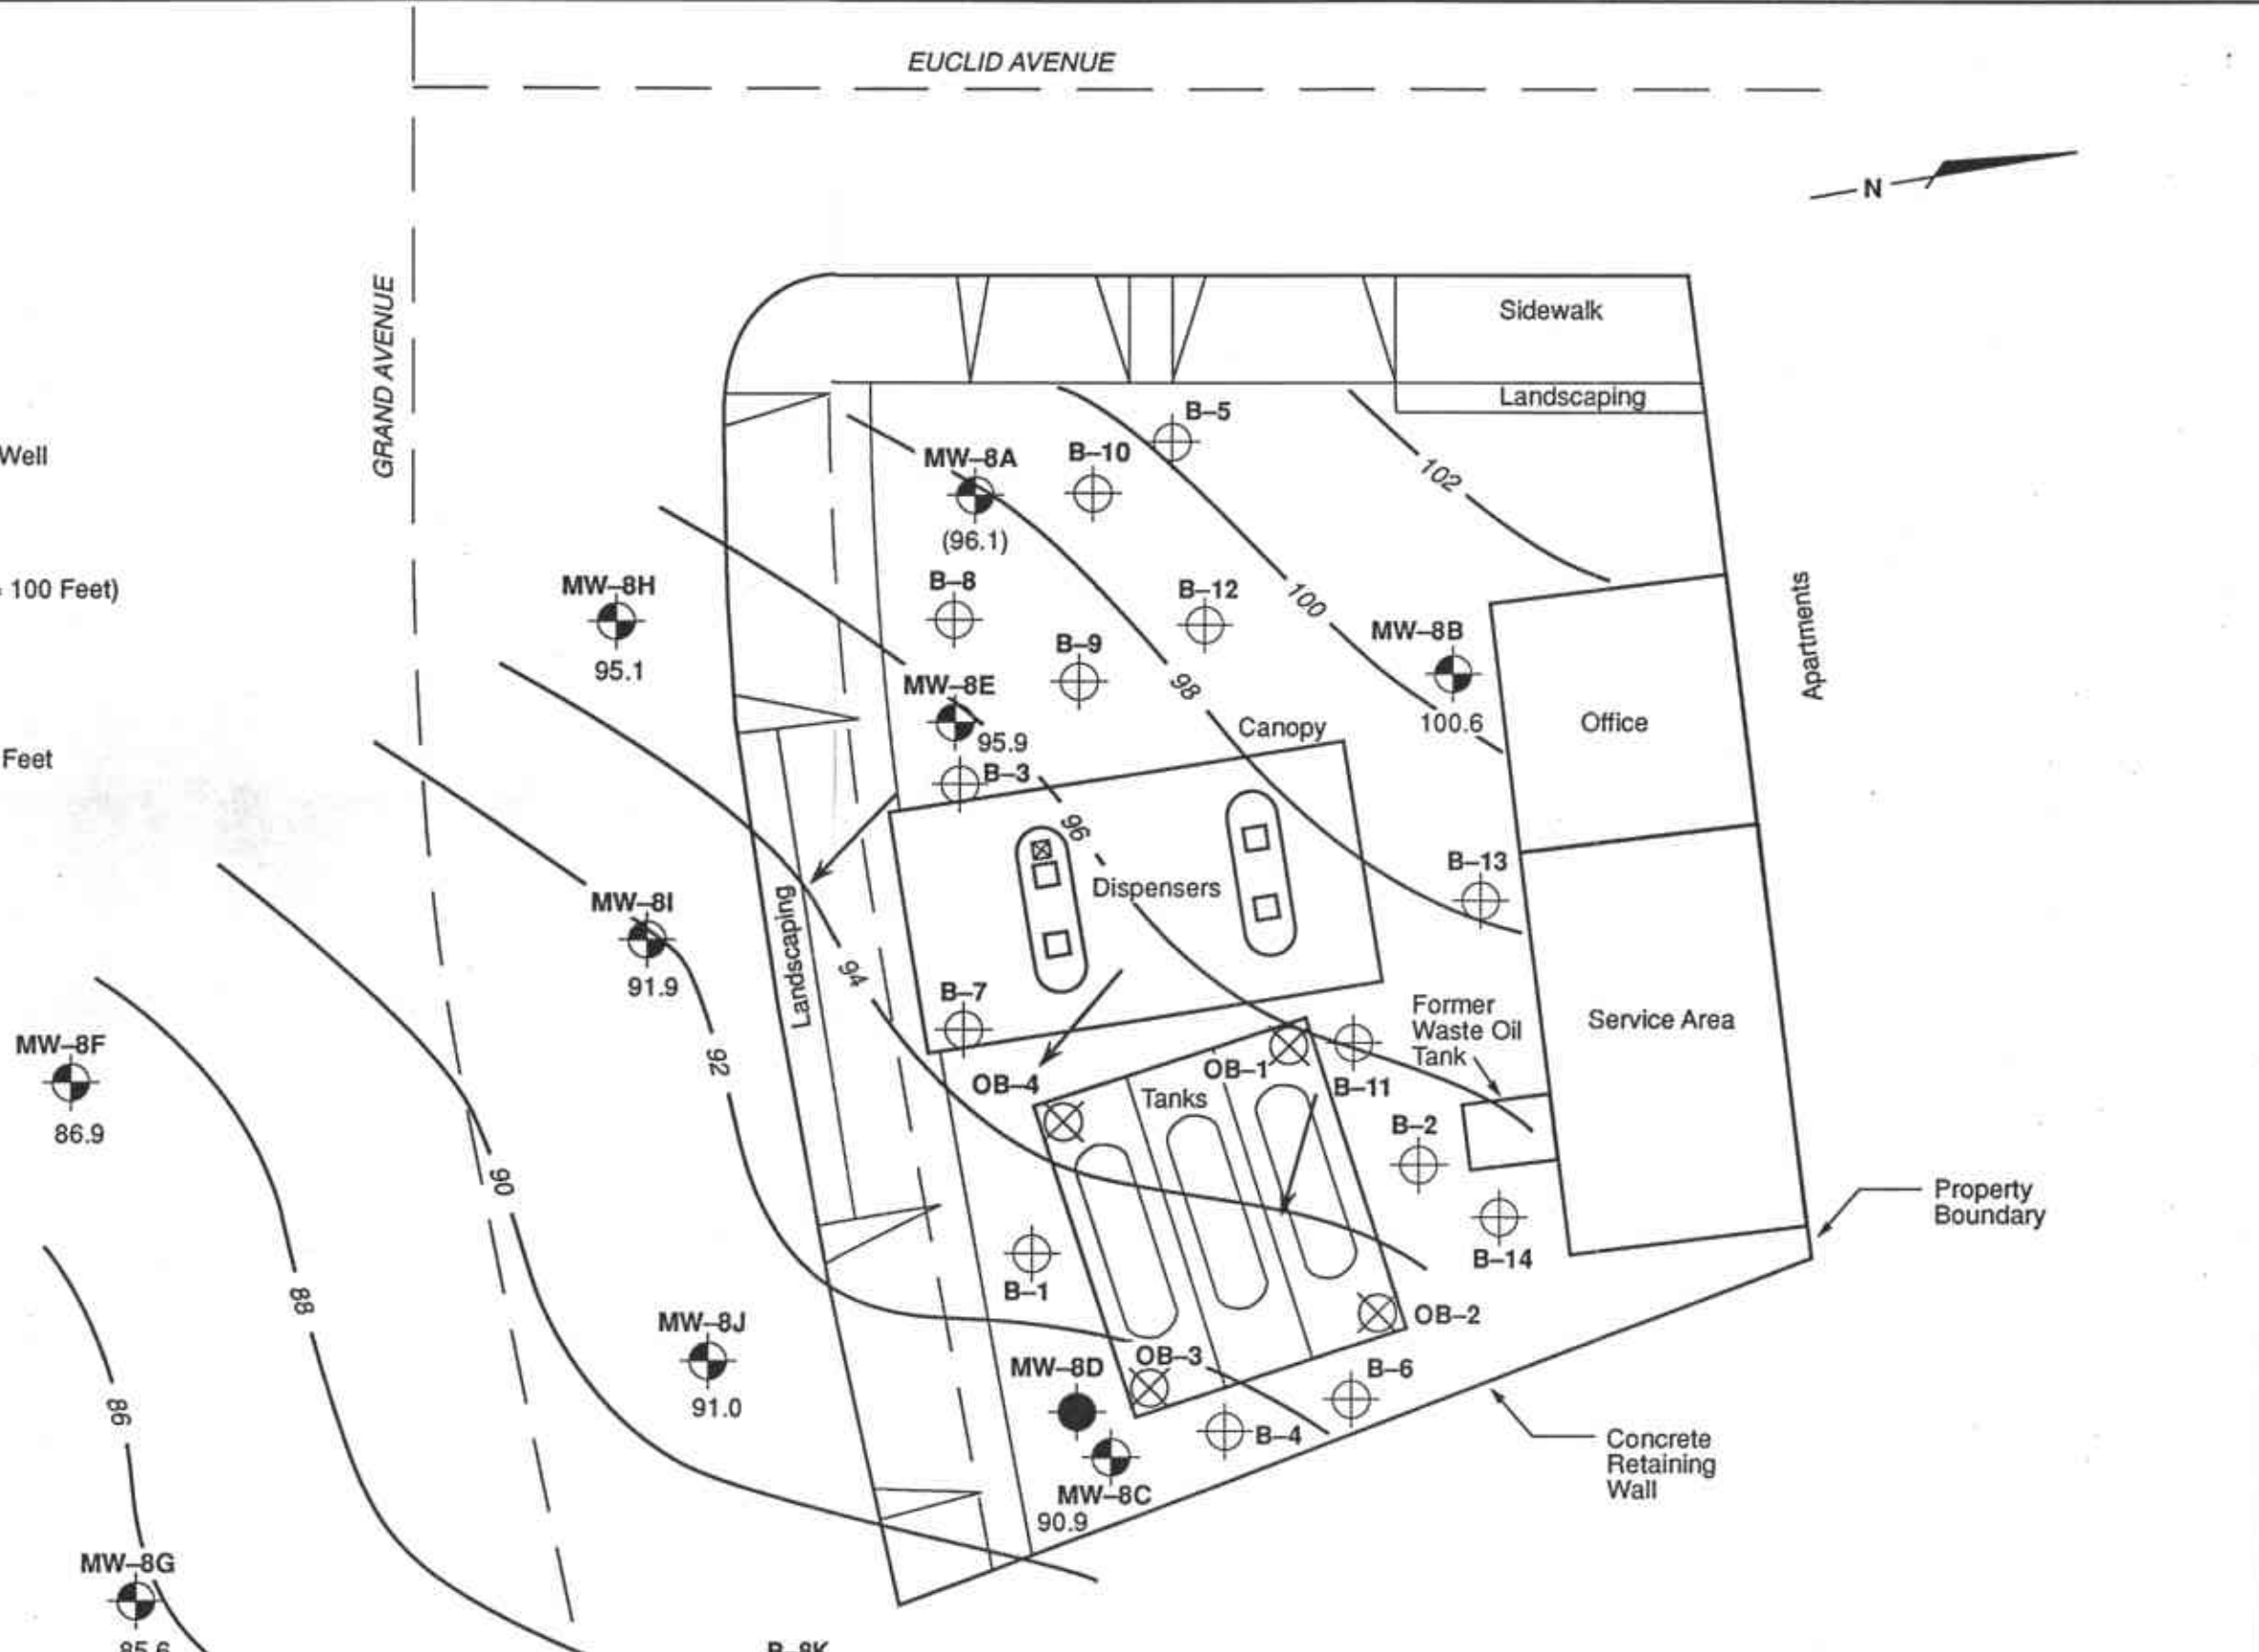 EUCLID AVENUE
N
GRAND AVENUE
Sidewalk
Landscaping
Well
100 Feet)
Feet
B–5
MW–8A
(96.1)
B–10
102
MW–8H
95.1
B–8
B–12
100
MW–8B
100.6
Apartments
B–9
MW–8E
95.9
98
Canopy
Office
B–3
96
Dispensers
B–13
MW–8I
91.9
Landscaping
94
B–7
Former
Waste Oil
Tank
Service Area
MW–8F
86.9
92
OB–4
OB–1
Tanks
B–11
B–2
90
Property
Boundary
B–14
B–1
88
OB–2
MW–8J
91.0
MW–8D
OB–3
B–6
86
B–4
Concrete
Retaining
Wall
MW–8C
90.9
MW–8G
85.6
B–8K